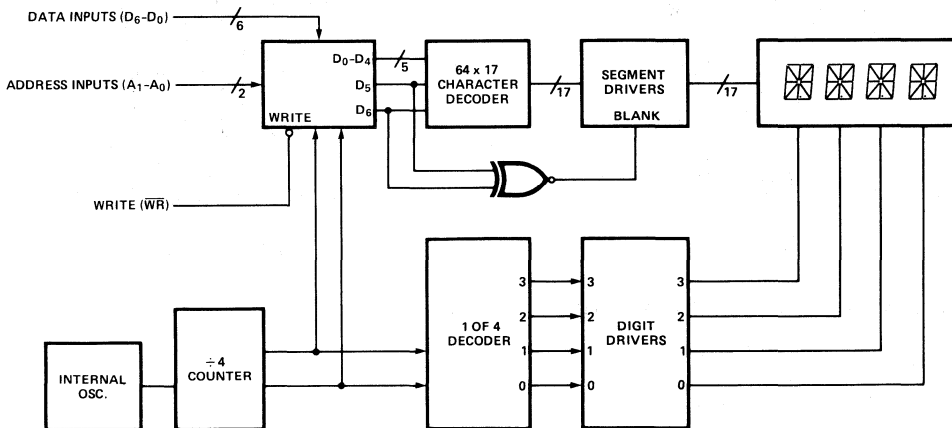 DATA INPUTS (D6–D0)
6
ADDRESS INPUTS (A1–A0)
2
WRITE (WR)
WRITE
D0–D4
5
D5
D6
64 x 17
CHARACTER
DECODER
17
SEGMENT
DRIVERS
BLANK
17
INTERNAL
OSC.
÷4
COUNTER
1 OF 4
DECODER
3
2
1
0
3
2
1
0
DIGIT
DRIVERS
3
2
1
0